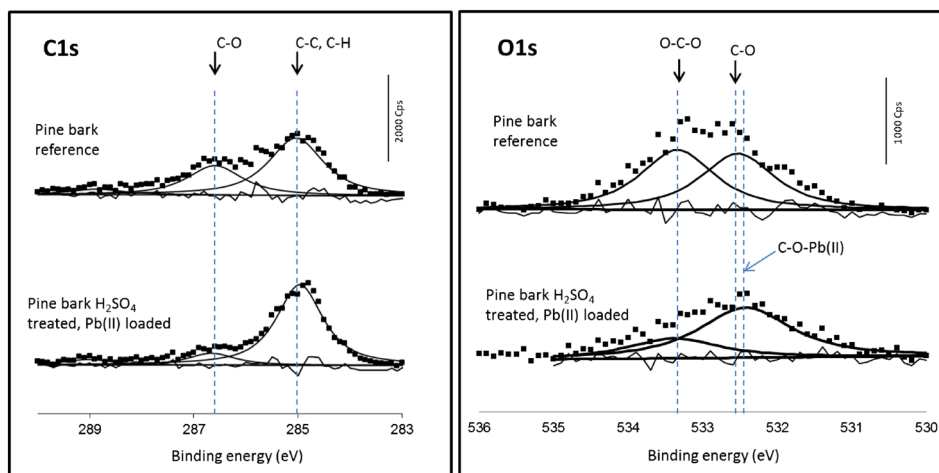 C1s
C-O
C-C, C-H
2000 Cps
Pine bark
reference
Pine bark H₂SO₄
treated, Pb(II) loaded
289
287
285
283
Binding energy (eV)
O1s
O-C-O
C-O
1000 Cps
Pine bark
reference
C-O-Pb(II)
Pine bark H₂SO₄
treated, Pb(II) loaded
536
535
534
533
532
531
530
Binding energy (eV)